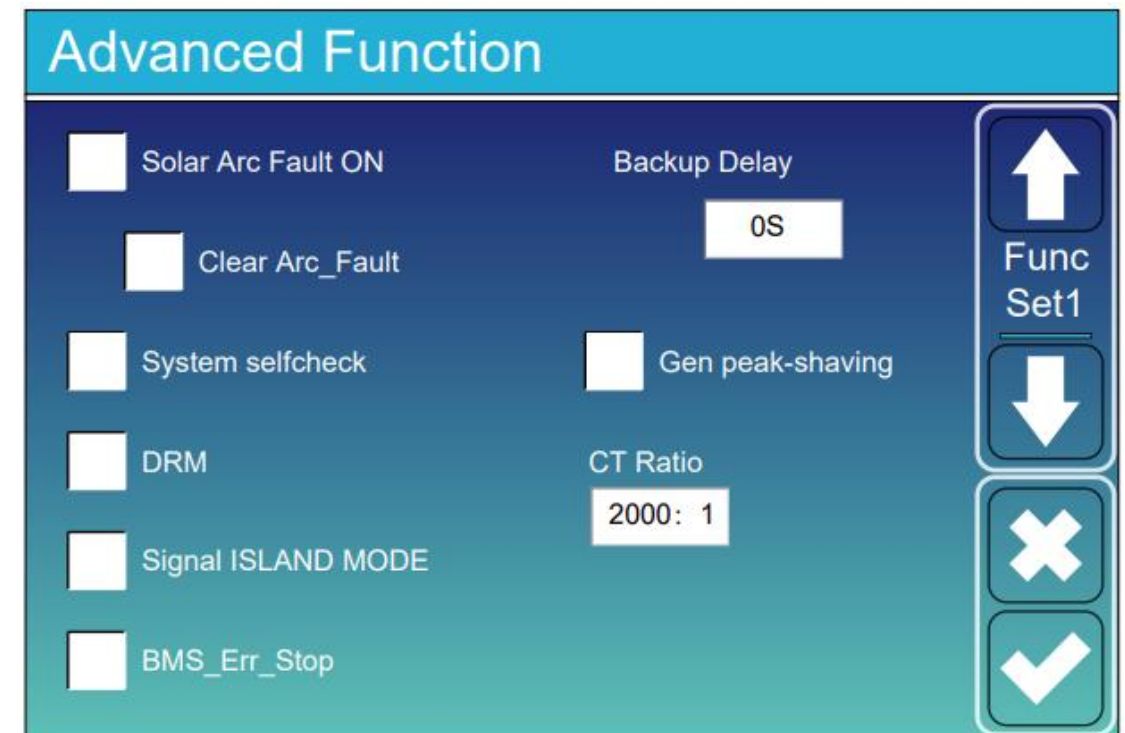 Advanced Function
Solar Arc Fault ON
Clear Arc_Fault
System selfcheck
DRM
Signal ISLAND MODE
BMS_Err_Stop
Backup Delay
0S
Gen peak-shaving
CT Ratio
2000: 1
Func
Set1